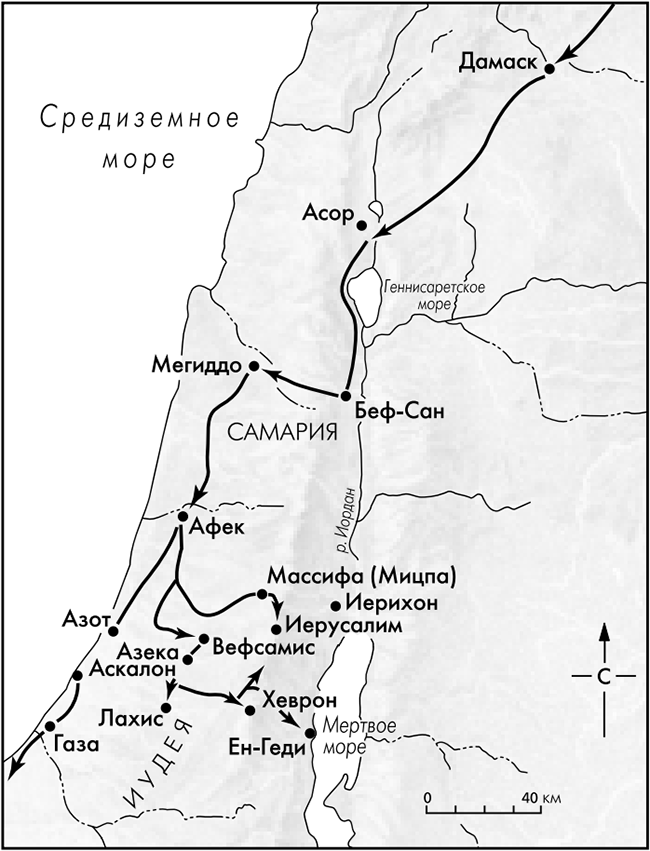 Дамаск
Средиземное
море
Асор
Геннисаретское
море
Мегиддо
Беф-Сан
САМАРИЯ
р. Иордан
Афек
Массифа (Мицпа)
Иерихон
Азот
Иерусалим
Вефсамис
Азека
Аскалон
Хеврон
Лахис
Мертвое
море
Газа
Ен-Геди
ИУДЕЯ
С
0 40 км